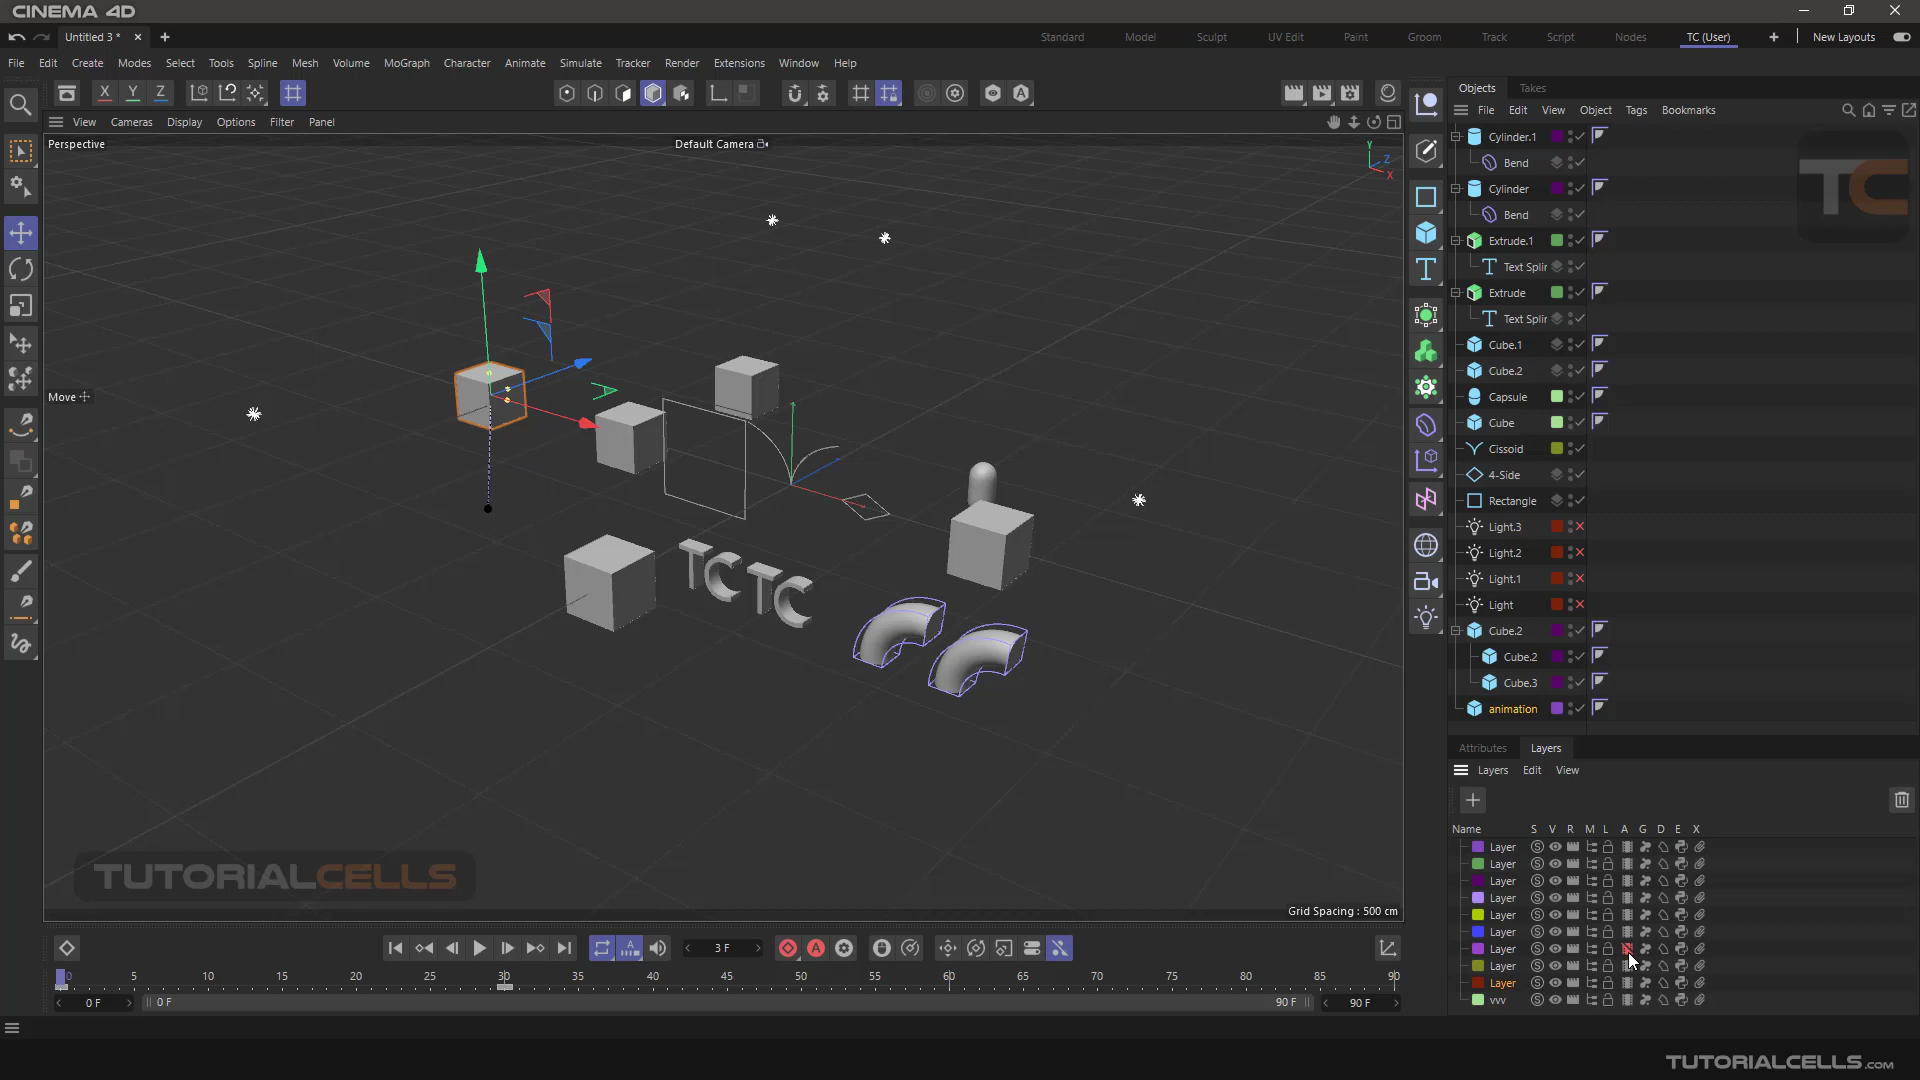 CINEMA 4D
Untitled 3 *
Standard Model Sculpt UV Edit Paint Groom Track Script Nodes TC (User) New Layouts
File Edit Create Modes Select Tools Spline Mesh Volume MoGraph Character Animate Simulate Tracker Render Extensions Window Help
X Y Z
View Cameras Display Options Filter Panel
Perspective
Default Camera
Y
Z
X
Move
TC TC
TUTORIALCELLS
Grid Spacing : 500 cm
3 F
0 5 10 15 20 25 30 35 40 45 50 55 60 65 70 75 80 85 90
0 F 0 F 90 F 90 F
Objects Takes
File Edit View Object Tags Bookmarks
TC
Cylinder.1
Bend
Cylinder
Bend
Extrude.1
Text Splin
Extrude
Text Splin
Cube.1
Cube.2
Capsule
Cube
Cissoid
4-Side
Rectangle
Light.3
Light.2
Light.1
Light
Cube.2
Cube.2
Cube.3
animation
Attributes Layers
Layers Edit View
Name S V R M L A G D E X
Layer
Layer
Layer
Layer
Layer
Layer
Layer
Layer
Layer
vvv
TUTORIALCELLS.com